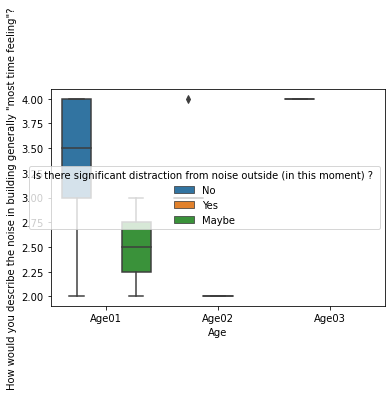 How would you describe the noise in building generally "most time feeling"?
4.00
3.75
3.50
3.25
3.00
2.75
2.50
2.25
2.00
Is there significant distraction from noise outside (in this moment) ?
No
Yes
Maybe
Age01
Age02
Age03
Age